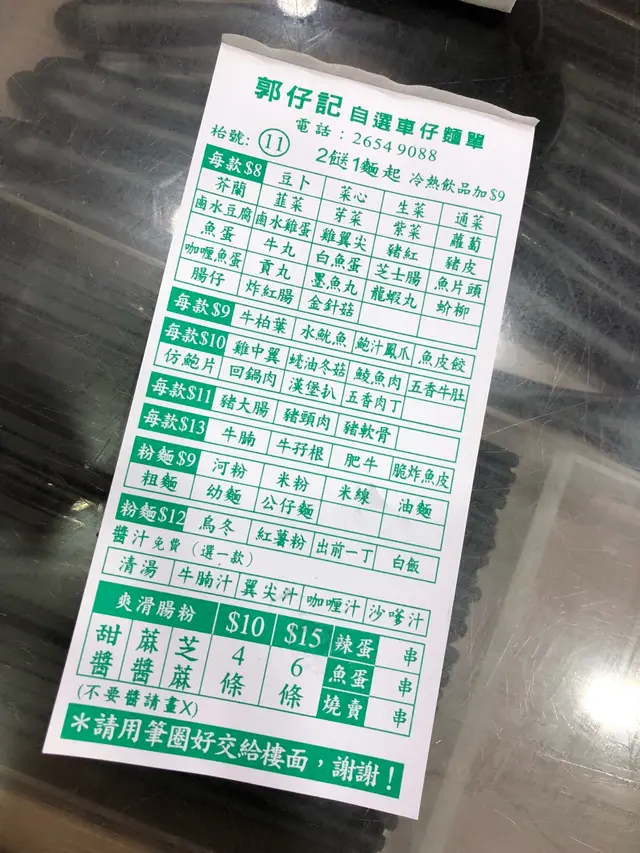 郭仔記 自選車仔麵單
電話：2654 9088
枱號: 11 2餸1麵起 冷熱飲品加$9
每款$8 豆卜 菜心 生菜 通菜
芥蘭 韮菜 芽菜 紫菜 蘿蔔
鹵水豆腐 鹵水雞蛋 雞翼尖 豬紅 豬皮
魚蛋 牛丸 白魚蛋 芝士腸 魚片頭
咖喱魚蛋 貢丸 墨魚丸 龍蝦丸 蚧柳
腸仔 炸紅腸 金針菇
每款$9 牛柏葉 水魷魚 鮑汁鳳爪 魚皮餃
每款$10 雞中翼 蠔油冬菇 鯪魚肉 五香牛肚
仿鮑片 回鍋肉 漢堡扒 五香肉丁
每款$11 豬大腸 豬頸肉 豬軟骨
每款$13 牛腩 牛孖根 肥牛 脆炸魚皮
粉麵$9 河粉 米粉 米線 油麵
粗麵 幼麵 公仔麵
粉麵$12 烏冬 紅薯粉 出前一丁 白飯
醬汁免費（選一款）
清湯 牛腩汁 翼尖汁 咖喱汁 沙嗲汁
爽滑腸粉 $10 $15 辣蛋 串
甜醬 蔴醬 芝蔴 4條 6條 魚蛋 串
燒賣 串
(不要醬請畫X)
*請用筆圈好交給樓面，謝謝！